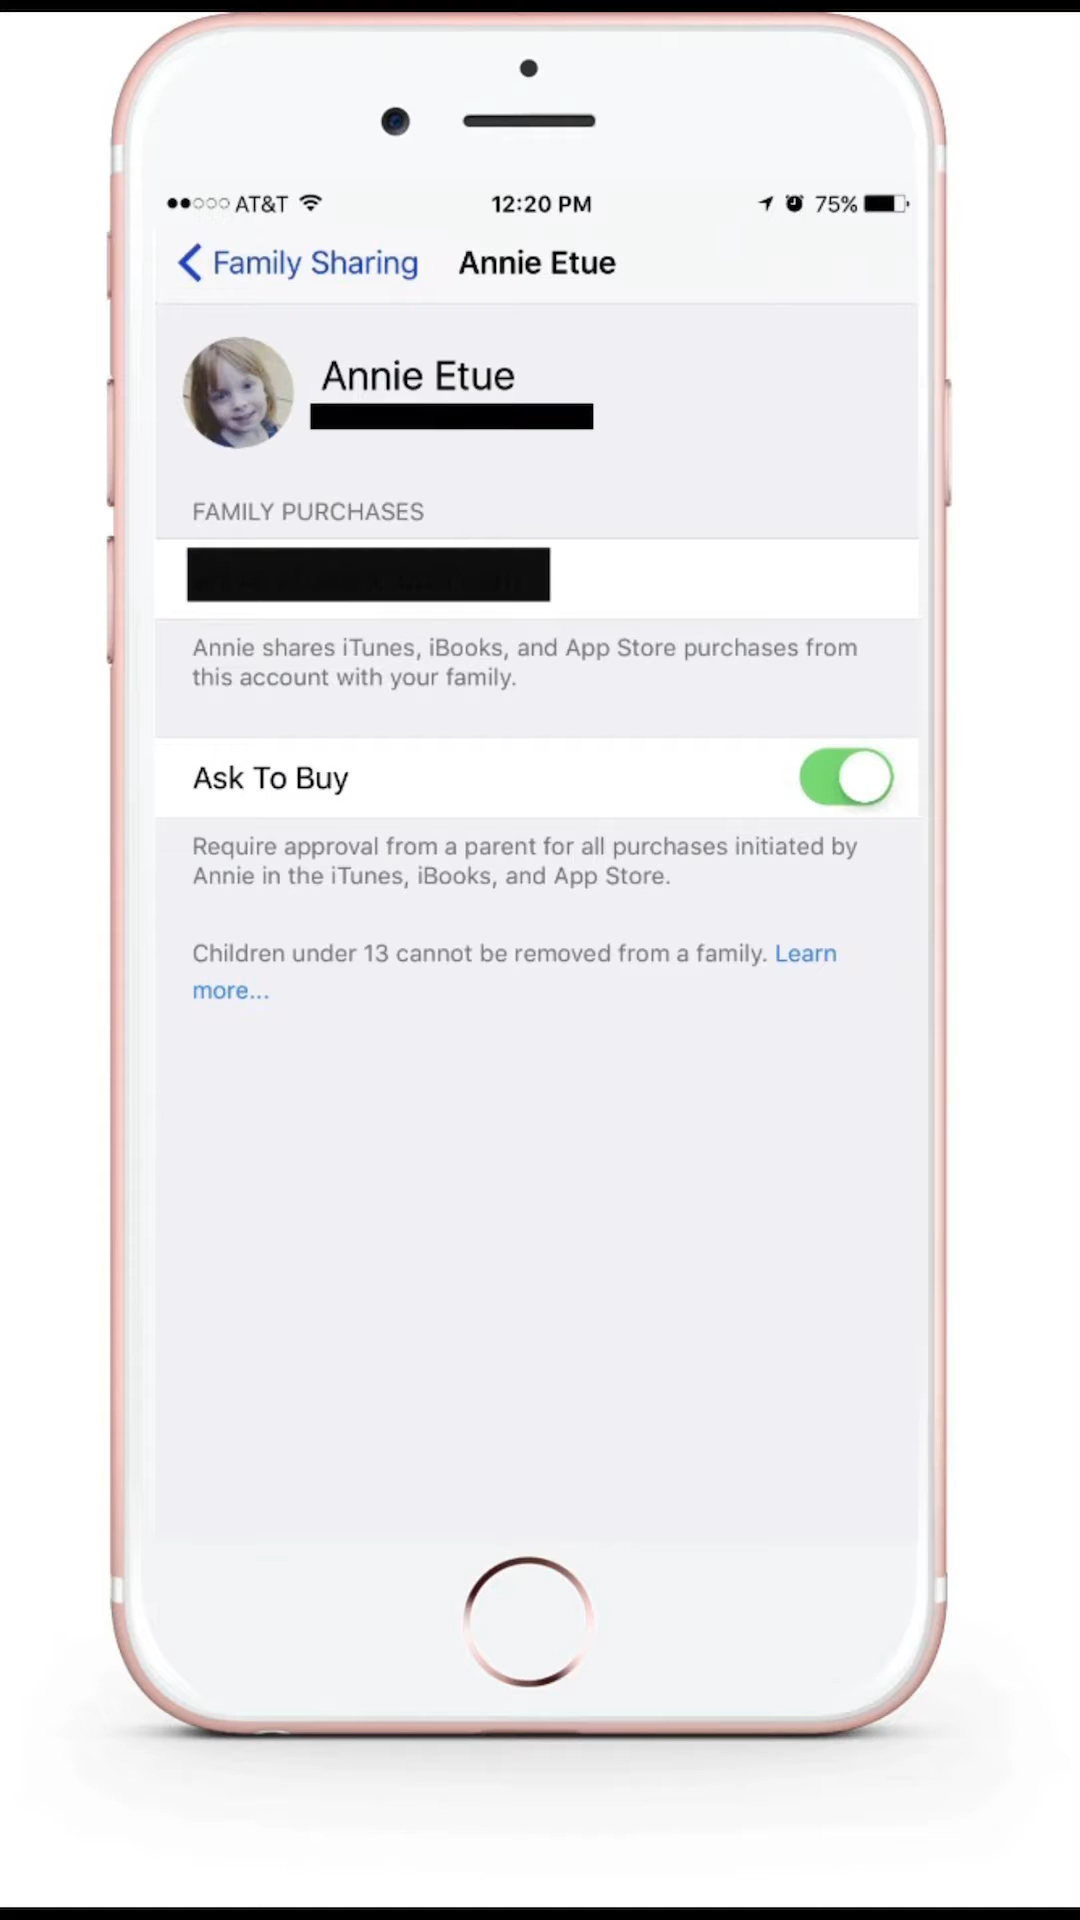 AT&T 12:20 PM 75%
Family Sharing Annie Etue
Annie Etue
FAMILY PURCHASES
Annie shares iTunes, iBooks, and App Store purchases from
this account with your family.
Ask To Buy
Require approval from a parent for all purchases initiated by
Annie in the iTunes, iBooks, and App Store.
Children under 13 cannot be removed from a family. Learn
more...